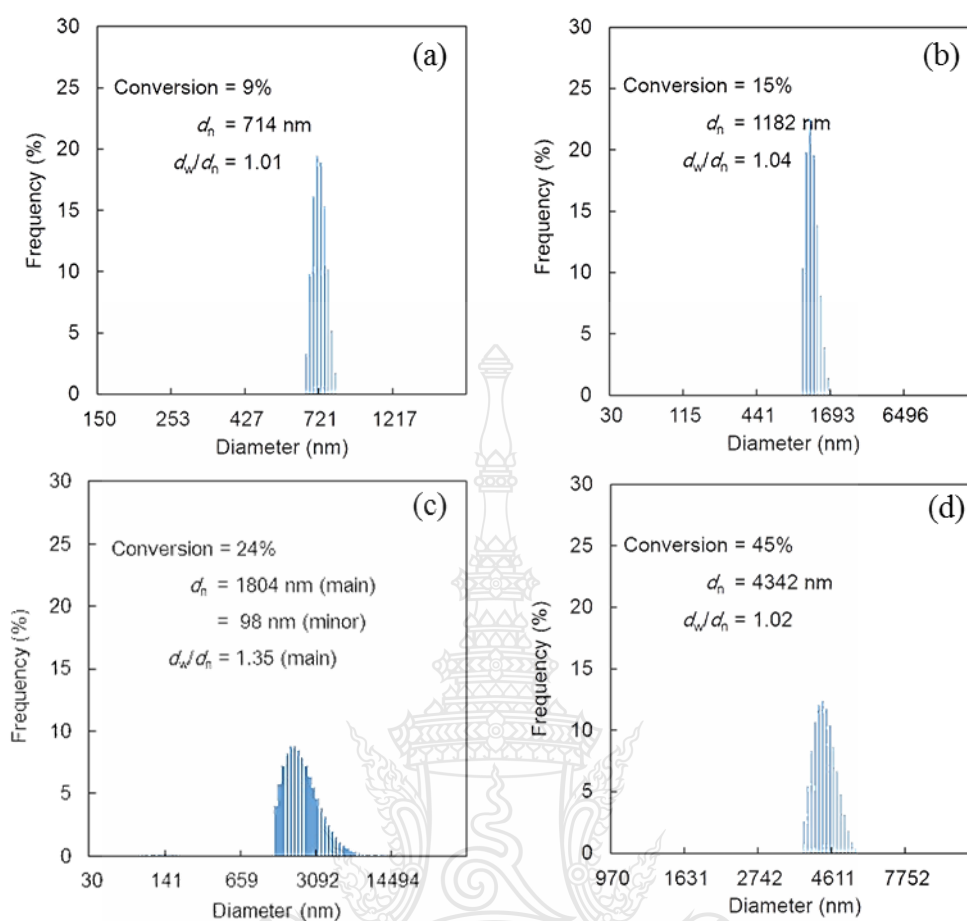 (a)
Conversion = 9%
dn = 714 nm
dw/dn = 1.01
Frequency (%)
30
25
20
15
10
5
0
150 253 427 721 1217
Diameter (nm)
(b)
Conversion = 15%
dn = 1182 nm
dw/dn = 1.04
Frequency (%)
30
25
20
15
10
5
0
30 115 441 1693 6496
Diameter (nm)
(c)
Conversion = 24%
dn = 1804 nm (main)
= 98 nm (minor)
dw/dn = 1.35 (main)
Frequency (%)
30
25
20
15
10
5
0
30 141 659 3092 14494
Diameter (nm)
(d)
Conversion = 45%
dn = 4342 nm
dw/dn = 1.02
Frequency (%)
30
25
20
15
10
5
0
970 1631 2742 4611 7752
Diameter (nm)